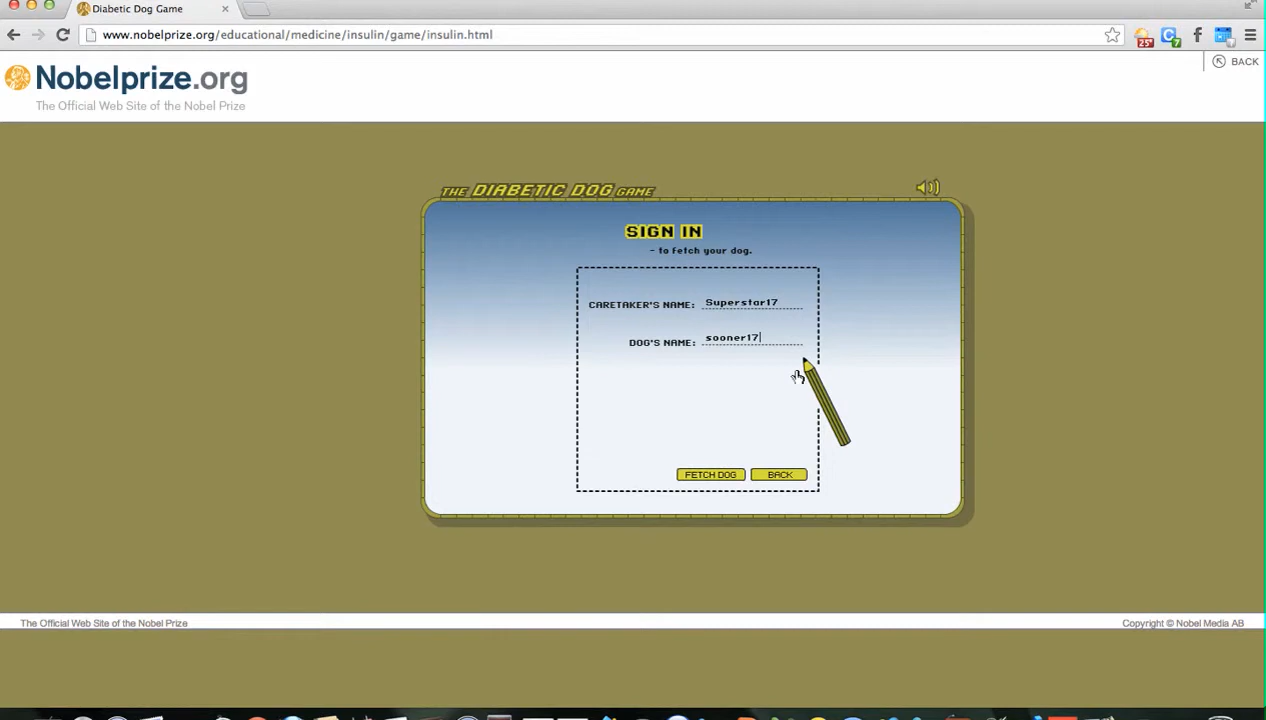 Diabetic Dog Game
www.nobelprize.org/educational/medicine/insulin/game/insulin.html
25°
7
BACK
Nobelprize.org
The Official Web Site of the Nobel Prize
THE DIABETIC DOG GAME
SIGN IN
- to fetch your dog.
CARETAKER'S NAME: Superstar17
DOG'S NAME: sooner17
FETCH DOG BACK
The Official Web Site of the Nobel Prize Copyright © Nobel Media AB